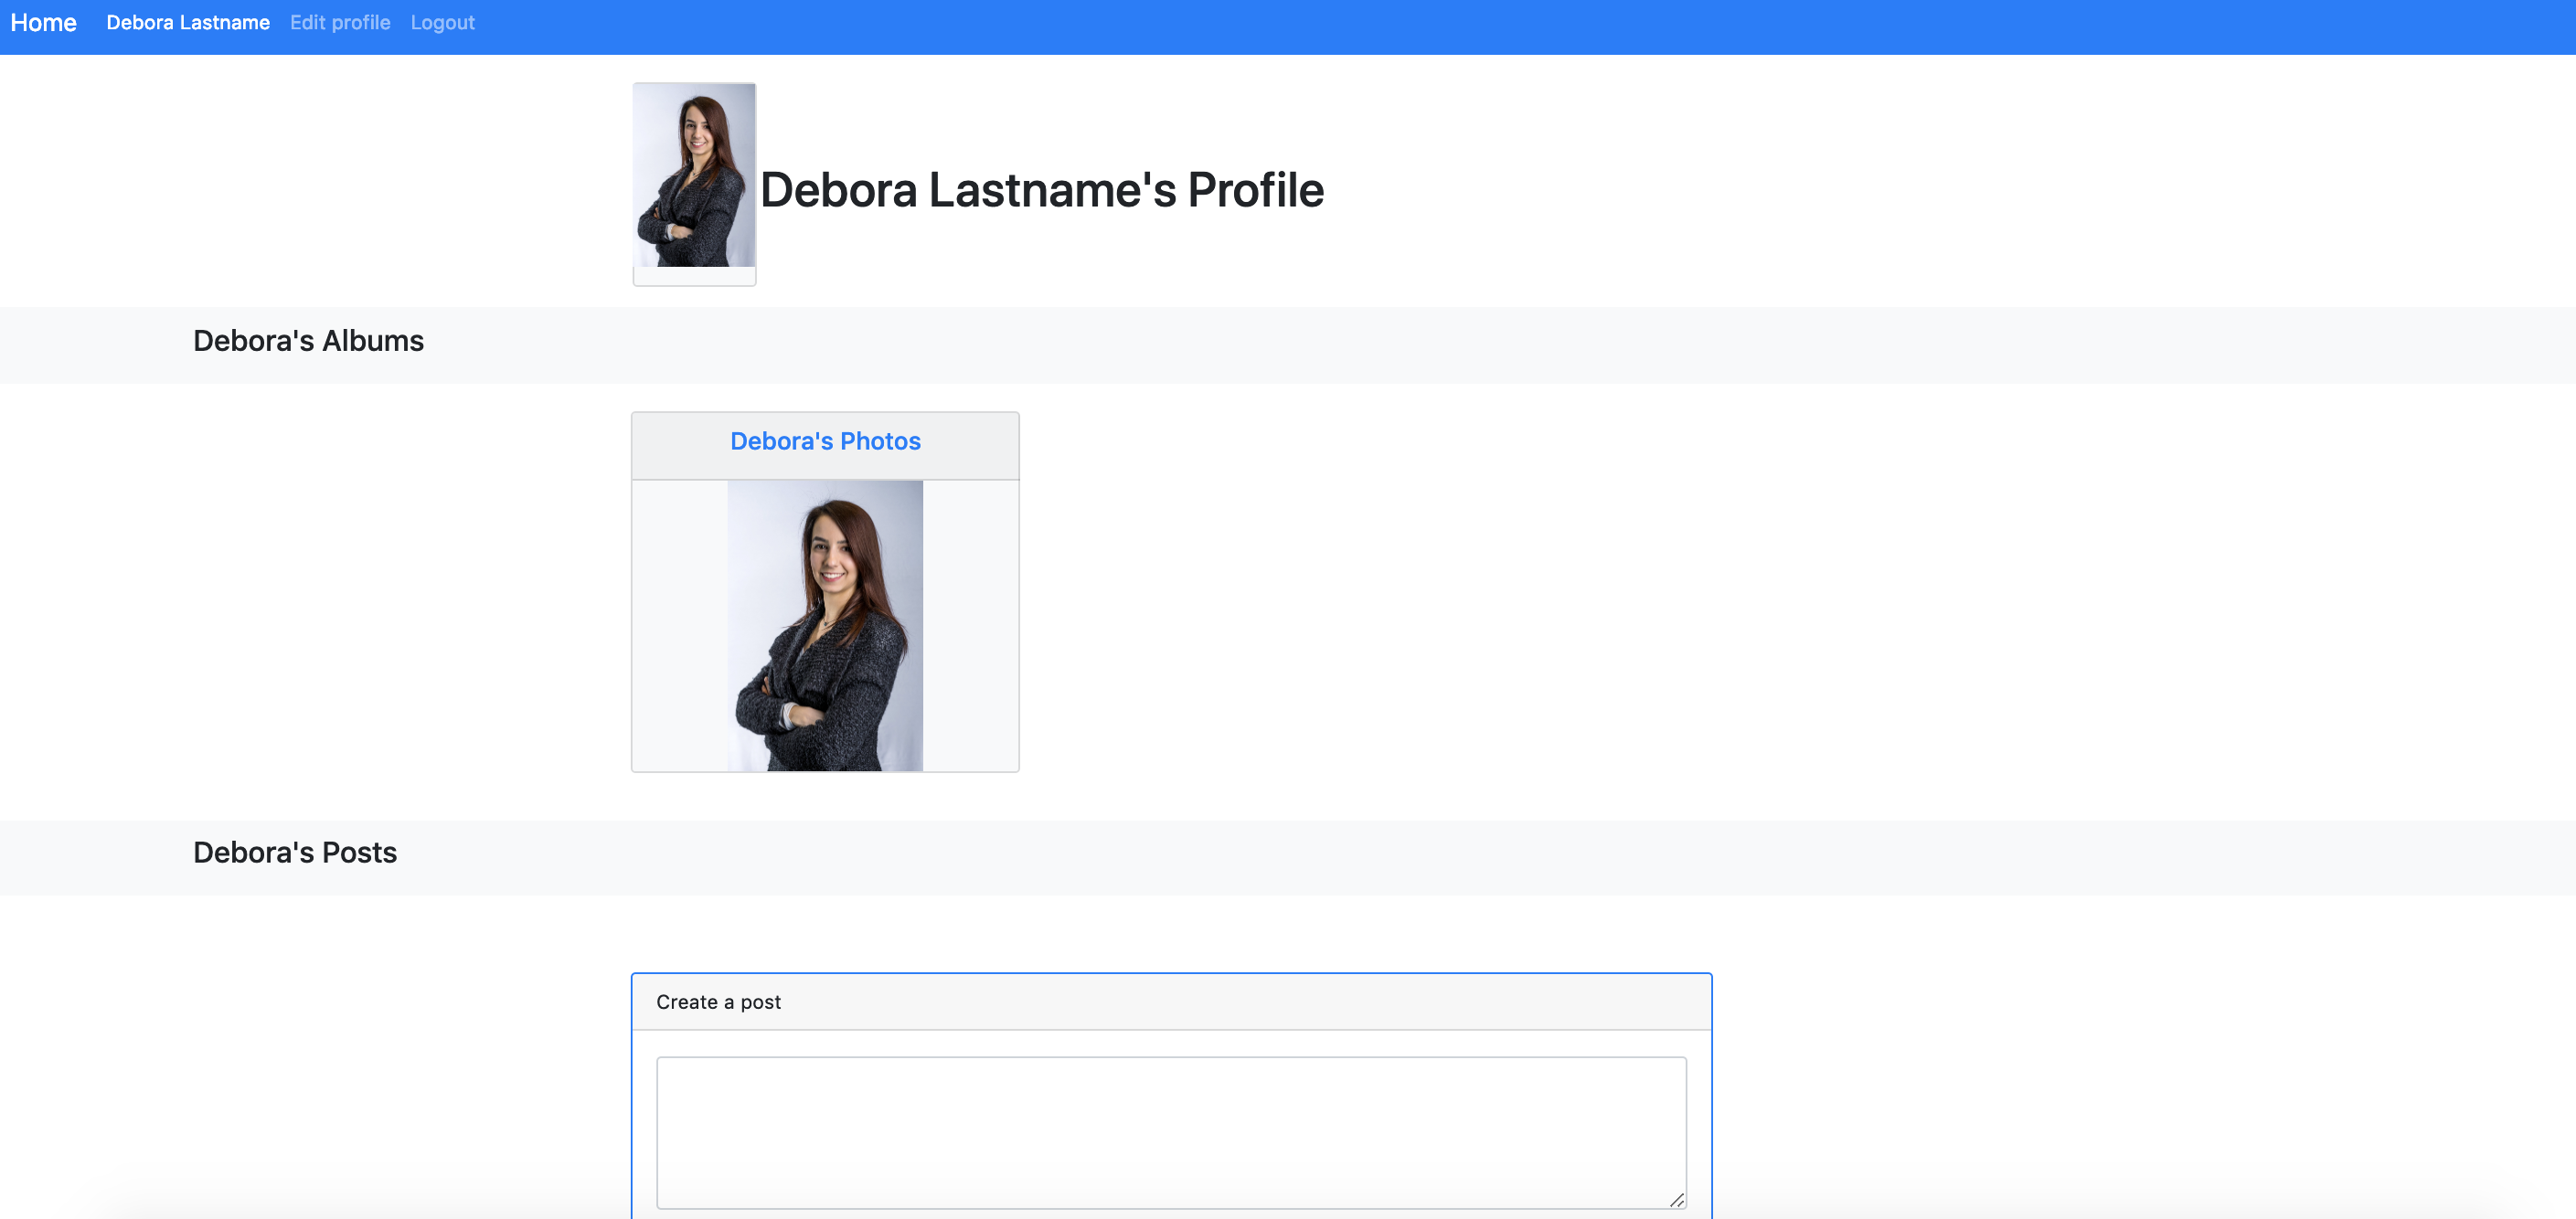 Home Debora Lastname Edit profile Logout
Debora Lastname's Profile
Debora's Albums
Debora's Photos
Debora's Posts
Create a post